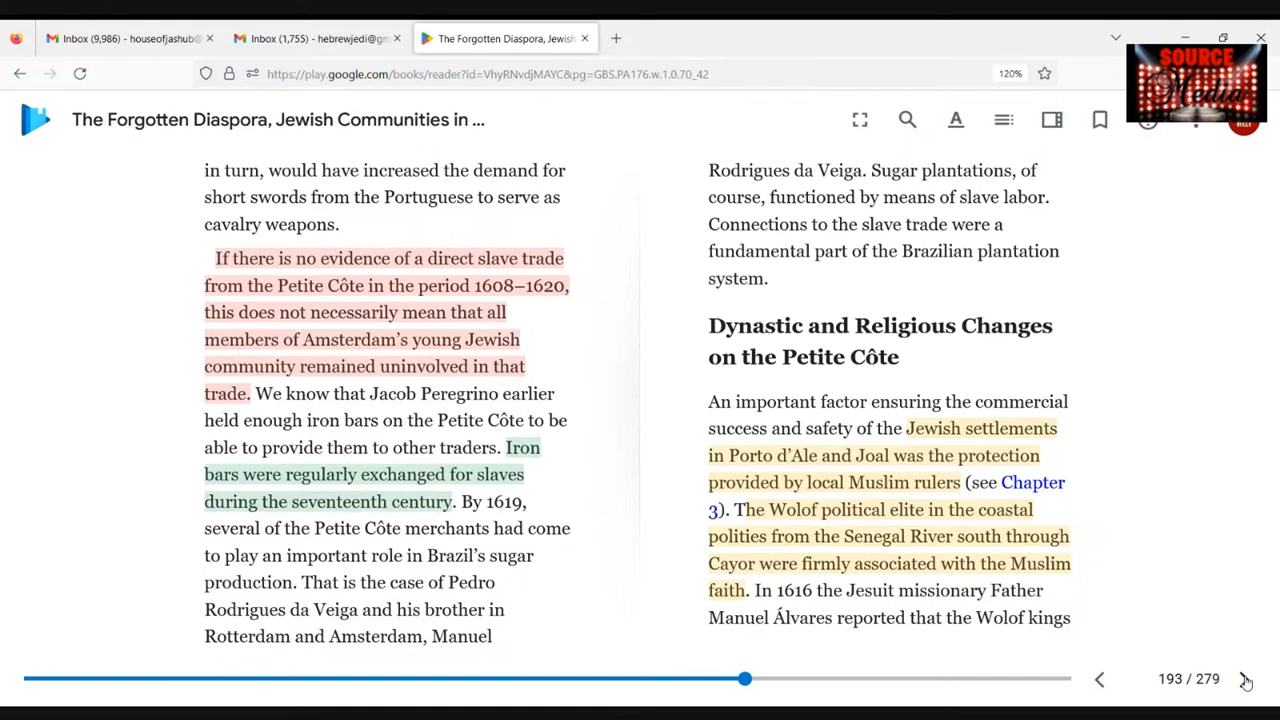 Inbox (9,986) - houseofjashub@
Inbox (1,755) - hebrewjedi@gm
The Forgotten Diaspora, Jewish
https://play.google.com/books/reader?id=VhyRNvdjMAYC&pg=GBS.PA176.w.1.0.70_42
120%
SOURCE
Media
The Forgotten Diaspora, Jewish Communities in ...
in turn, would have increased the demand for
short swords from the Portuguese to serve as
cavalry weapons.
If there is no evidence of a direct slave trade
from the Petite Côte in the period 1608–1620,
this does not necessarily mean that all
members of Amsterdam's young Jewish
community remained uninvolved in that
trade. We know that Jacob Peregrino earlier
held enough iron bars on the Petite Côte to be
able to provide them to other traders. Iron
bars were regularly exchanged for slaves
during the seventeenth century. By 1619,
several of the Petite Côte merchants had come
to play an important role in Brazil's sugar
production. That is the case of Pedro
Rodrigues da Veiga and his brother in
Rotterdam and Amsterdam, Manuel
Rodrigues da Veiga. Sugar plantations, of
course, functioned by means of slave labor.
Connections to the slave trade were a
fundamental part of the Brazilian plantation
system.
Dynastic and Religious Changes
on the Petite Côte
An important factor ensuring the commercial
success and safety of the Jewish settlements
in Porto d'Ale and Joal was the protection
provided by local Muslim rulers (see Chapter
3). The Wolof political elite in the coastal
polities from the Senegal River south through
Cayor were firmly associated with the Muslim
faith. In 1616 the Jesuit missionary Father
Manuel Álvares reported that the Wolof kings
193 / 279